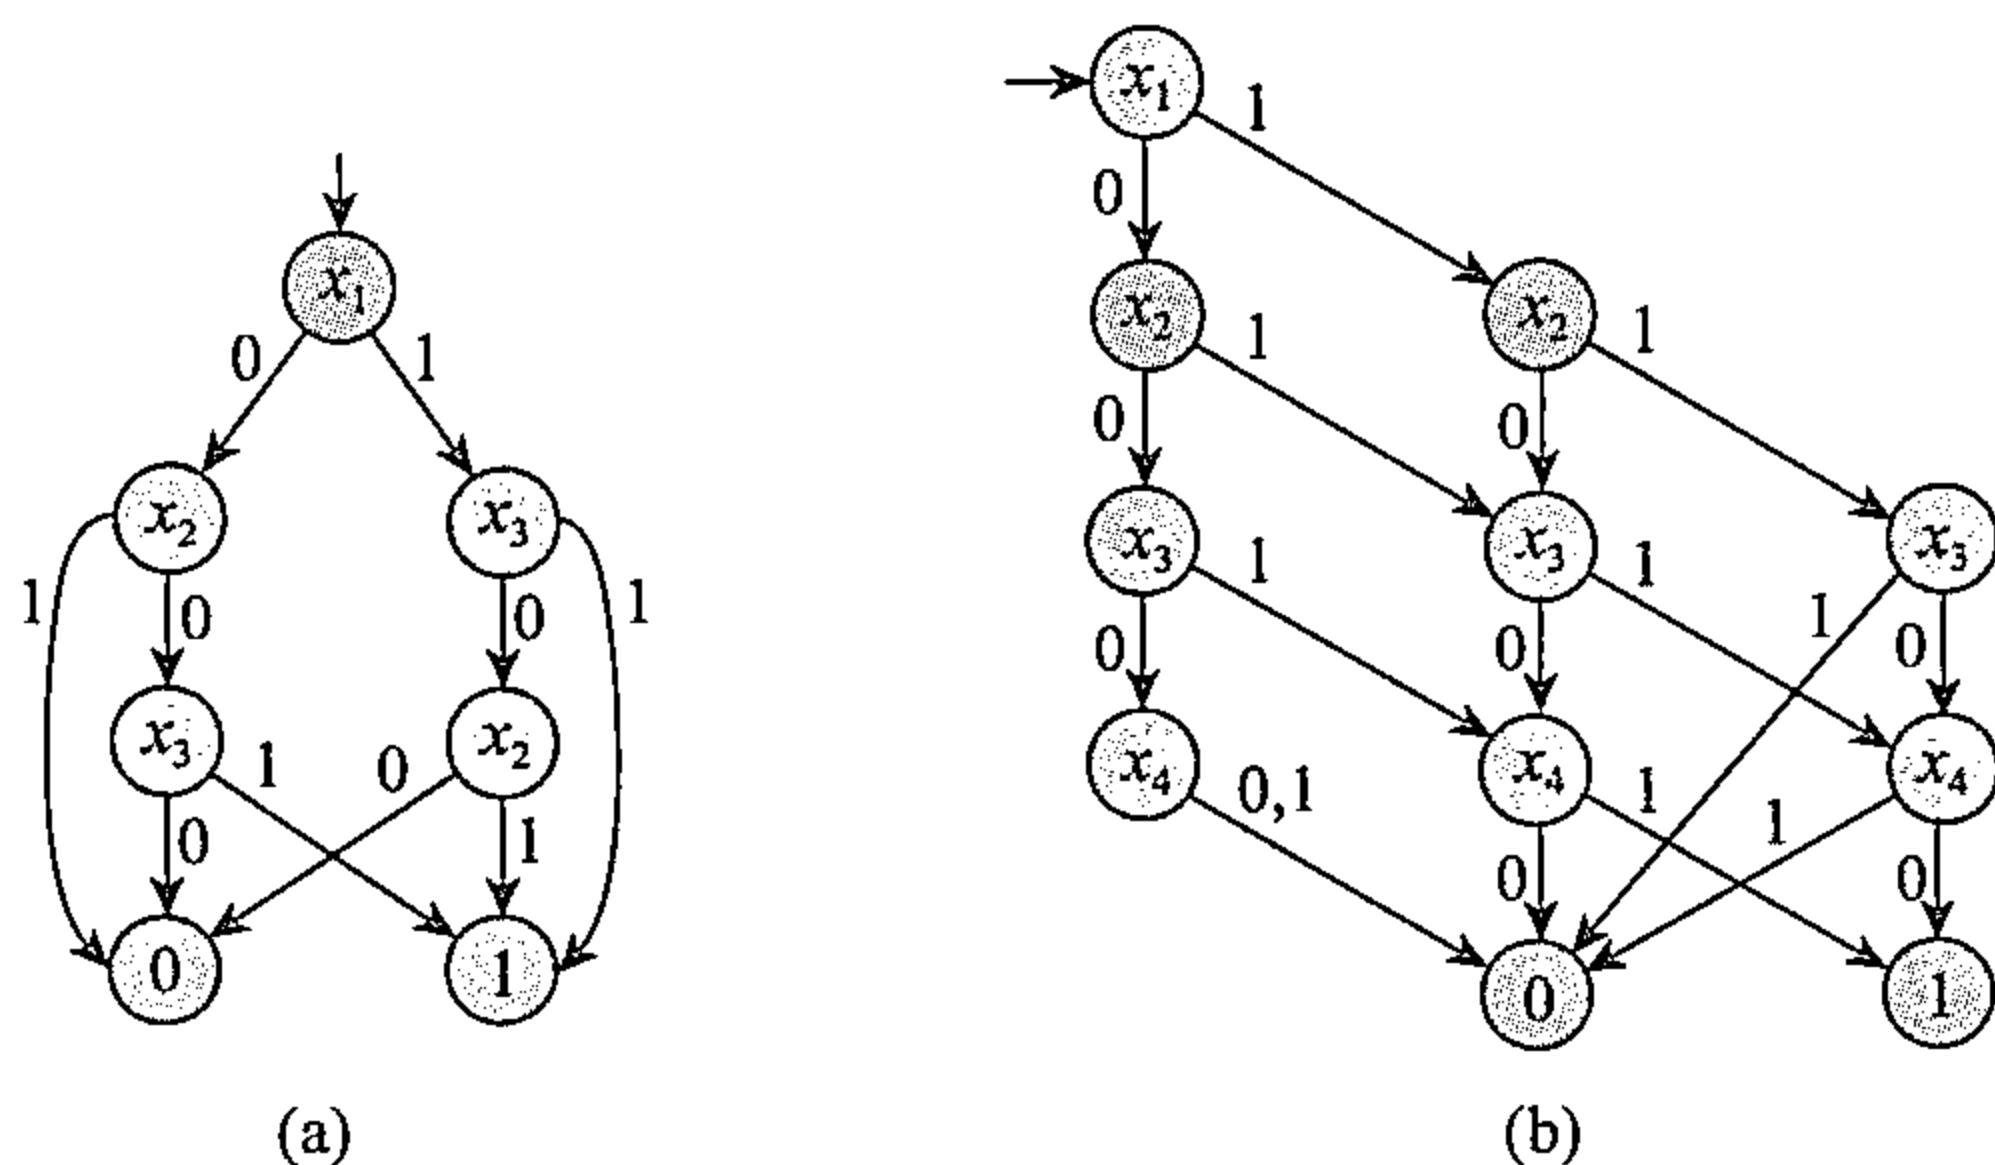 x₁
0 1
x₂ x₃
1 0 0 1
x₃ x₂
1 0
0 1
0 1
(a)
x₁ 1
0
x₂ 1 x₂ 1
0 0
x₃ 1 x₃ 1 x₃
0 0 1 0
x₄ 0,1 x₄ 1 1 x₄
0 0
0 1
(b)